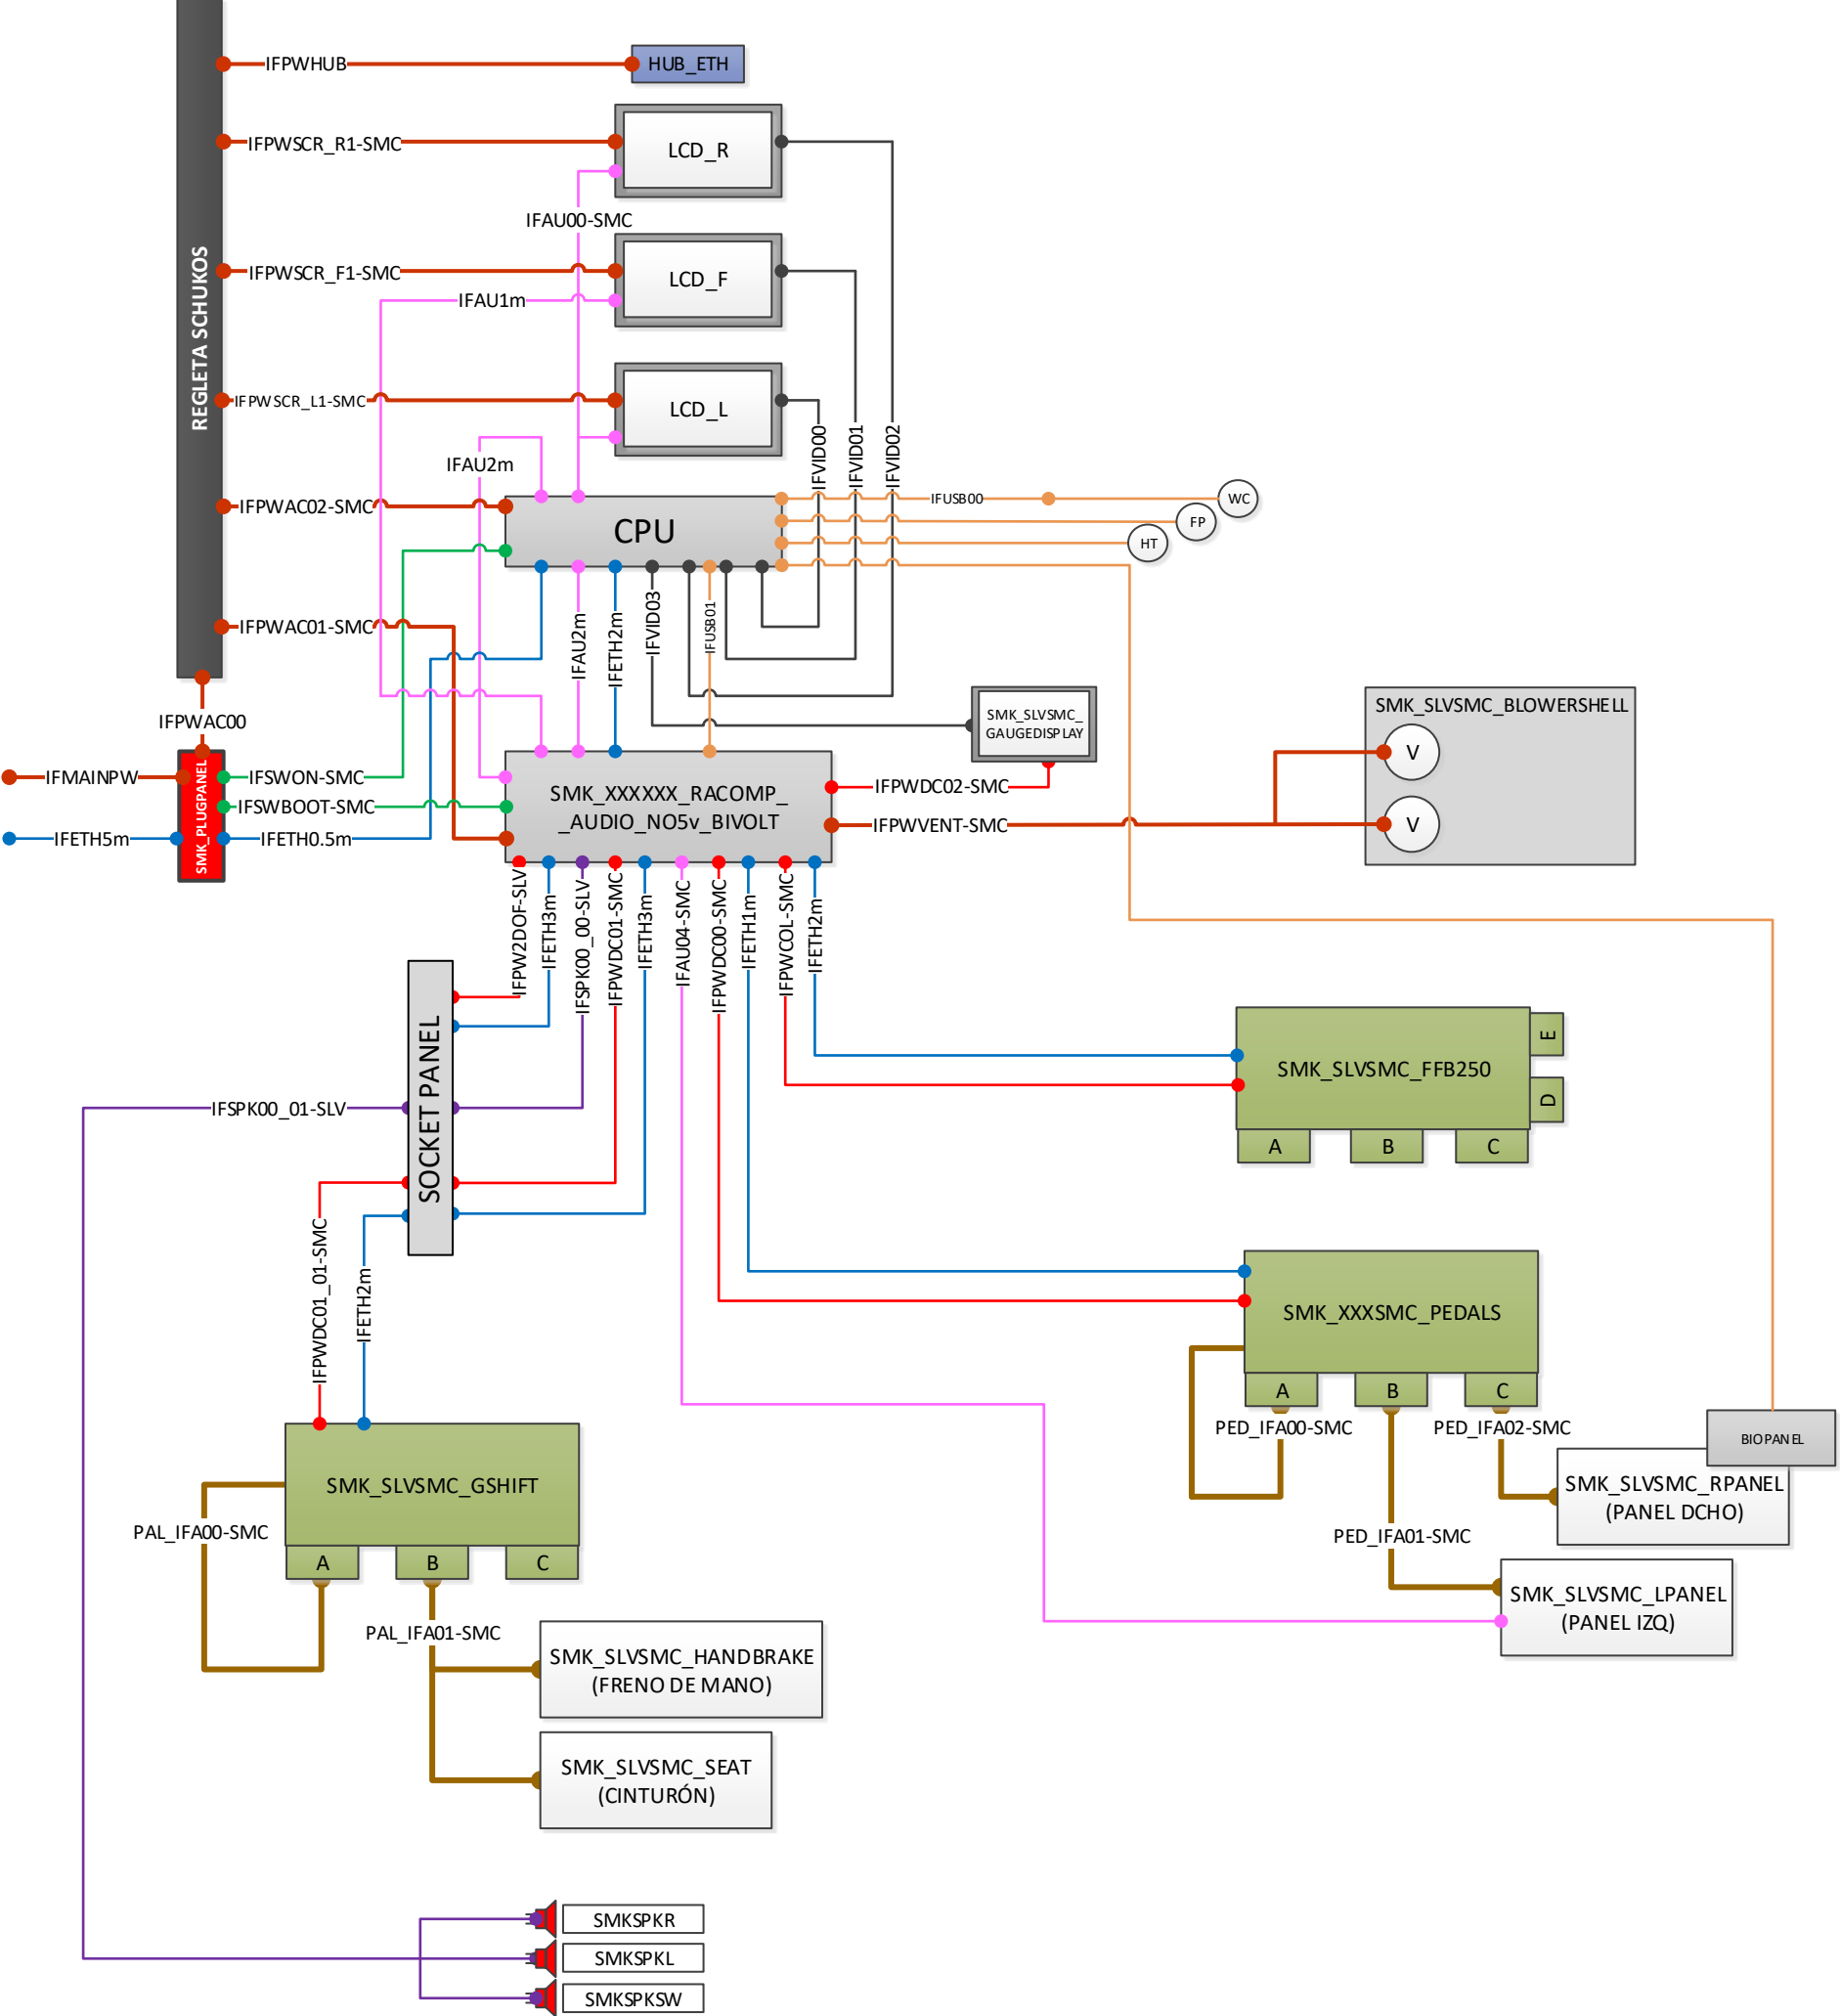 IFPWHUB
HUB_ETH
IFPWSCR_R1-SMC
LCD_R
IFAU00-SMC
REGLETA SCHUKOS
IFPWSCR_F1-SMC
LCD_F
IFAU1m
IFPWSCR_L1-SMC
LCD_L
IFVID00
IFVID01
IFVID02
IFAU2m
IFPWAC02-SMC
CPU
IFUSB00
WC
FP
HT
IFPWAC01-SMC
IFAU2m
IFETH2m
IFVID03
IFUSB01
IFPWAC00
SMK_SLVSMC_
GAUGEDISPLAY
SMK_SLVSMC_BLOWERSHELL
V
V
IFMAINPW
SMK_PLUGPANEL
IFSWON-SMC
IFSWBOOT-SMC
IFETH5m
IFETH0.5m
SMK_XXXXXX_RACOMP_
_AUDIO_NO5v_BIVOLT
IFPWDC02-SMC
IFPWVENT-SMC
IFPW2DOF-SLV
IFETH3m
IFSPK00_00-SLV
IFPWDC01-SMC
IFETH3m
IFAU04-SMC
IFPWDC00-SMC
IFETH1m
IFPWCOL-SMC
IFETH2m
SOCKET PANEL
SMK_SLVSMC_FFB250
E
D
A
B
C
IFSPK00_01-SLV
IFPWDC01_01-SMC
IFETH2m
SMK_XXXSMC_PEDALS
A
B
C
PED_IFA00-SMC
PED_IFA02-SMC
BIOPANEL
SMK_SLVSMC_RPANEL
(PANEL DCHO)
PED_IFA01-SMC
SMK_SLVSMC_LPANEL
(PANEL IZQ)
SMK_SLVSMC_GSHIFT
PAL_IFA00-SMC
A
B
C
PAL_IFA01-SMC
SMK_SLVSMC_HANDBRAKE
(FRENO DE MANO)
SMK_SLVSMC_SEAT
(CINTURÓN)
SMKSPKR
SMKSPKL
SMKSPKSW